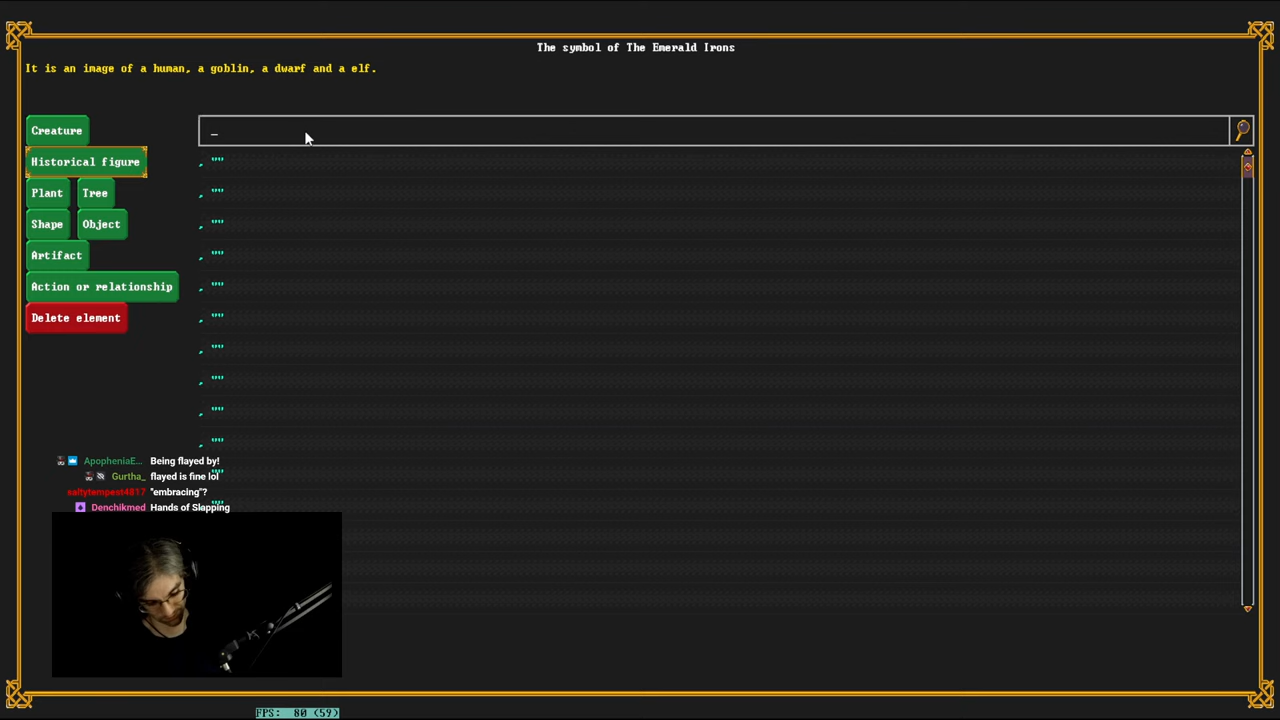 The symbol of The Emerald Irons
It is an image of a human, a goblin, a dwarf and a elf.
Creature
_
Historical figure
, ""
Plant Tree
, ""
Shape Object
, ""
Artifact
, ""
Action or relationship
, ""
Delete element
, ""
, ""
, ""
, ""
, ""
ApopheniaE... Being flayed by!
Gurtha_ flayed is fine lol
saltytempest4817 "embracing"?
Denchikmed Hands of Slapping
FPS: 80 (59)